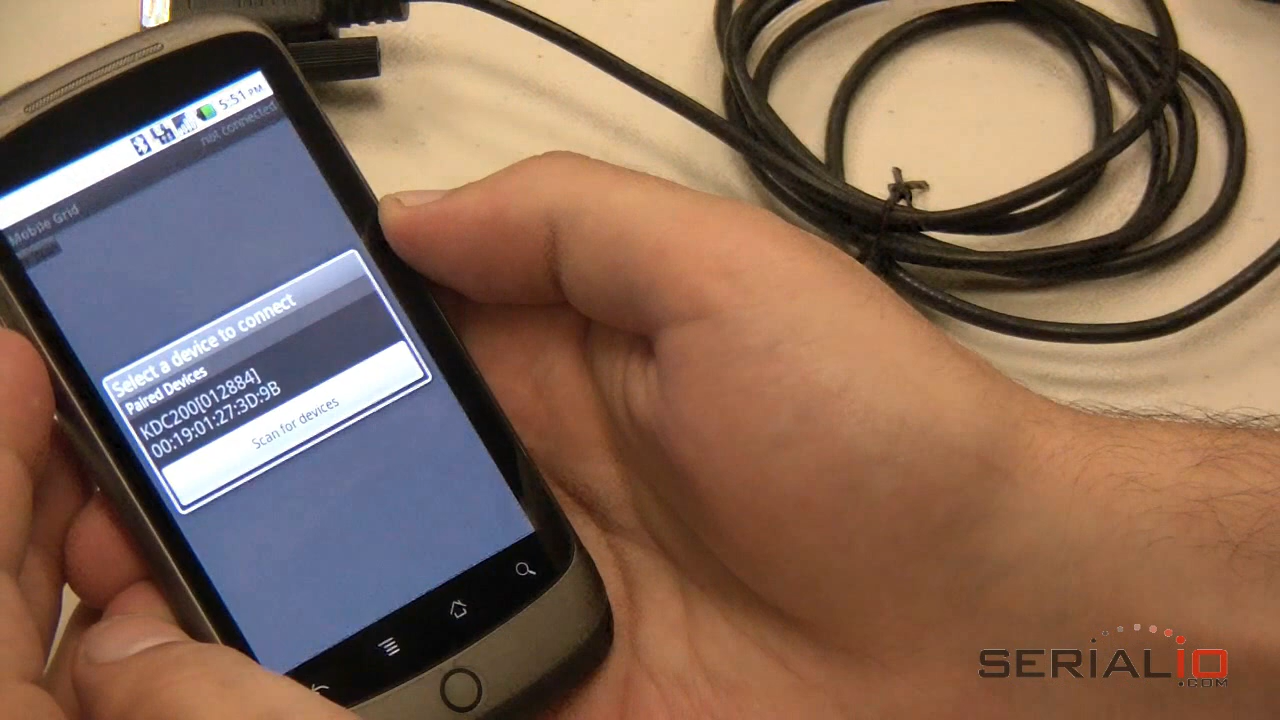 5:51 PM
not connected
Mobile Grid
Select a device to connect
Paired Devices
KDC200[012884]
00:19:01:27:3D:9B
Scan for devices
SERIALIO
.COM